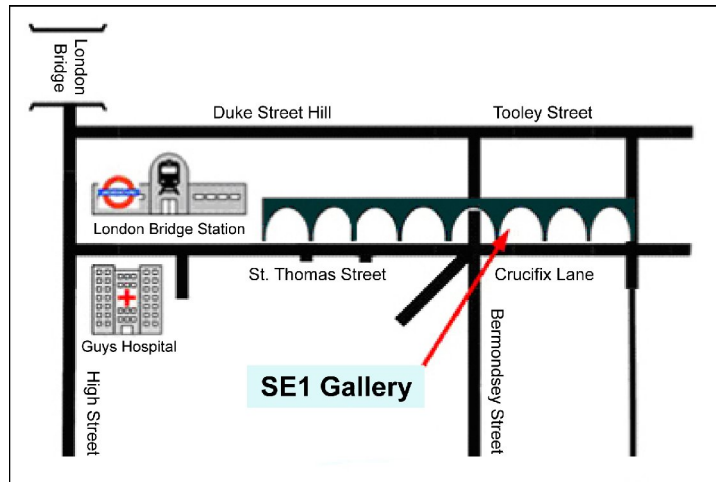 London
Bridge
Duke Street Hill
Tooley Street
London Bridge Station
St. Thomas Street
Crucifix Lane
Guys Hospital
SE1 Gallery
High Street
Bermondsey Street